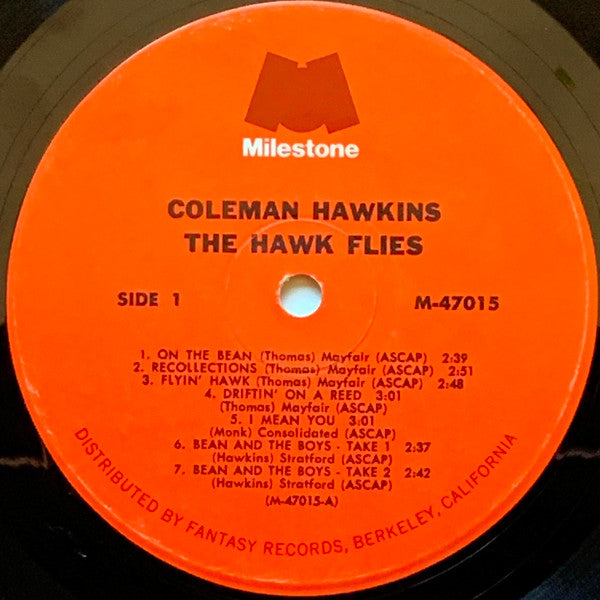 Milestone
COLEMAN HAWKINS
THE HAWK FLIES
SIDE 1 M-47015
1. ON THE BEAN (Thomas) Mayfair (ASCAP) 2:39
2. RECOLLECTIONS (Thomas) Mayfair (ASCAP) 2:51
3. FLYIN' HAWK (Thomas) Mayfair (ASCAP) 2:48
4. DRIFTIN' ON A REED 3:01
(Thomas) Mayfair (ASCAP)
5. I MEAN YOU 3:01
(Monk) Consolidated (ASCAP)
6. BEAN AND THE BOYS - TAKE 1 2:37
(Hawkins) Stratford (ASCAP)
7. BEAN AND THE BOYS - TAKE 2 2:42
(Hawkins) Stratford (ASCAP)
(M-47015-A)
DISTRIBUTED BY FANTASY RECORDS, BERKELEY, CALIFORNIA